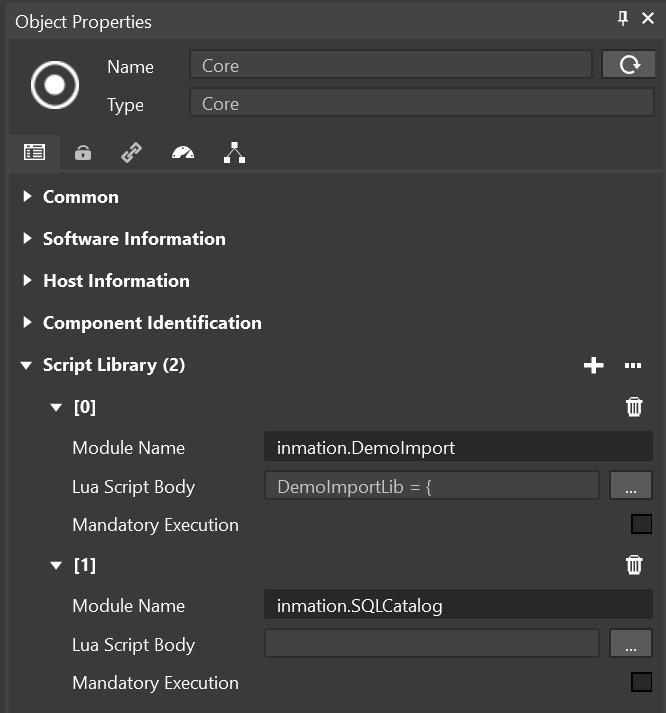 Object Properties
Name Core
Type Core
Common
Software Information
Host Information
Component Identification
Script Library (2)
[0]
Module Name inmation.DemoImport
Lua Script Body DemoImportLib = { ...
Mandatory Execution
[1]
Module Name inmation.SQLCatalog
Lua Script Body ...
Mandatory Execution